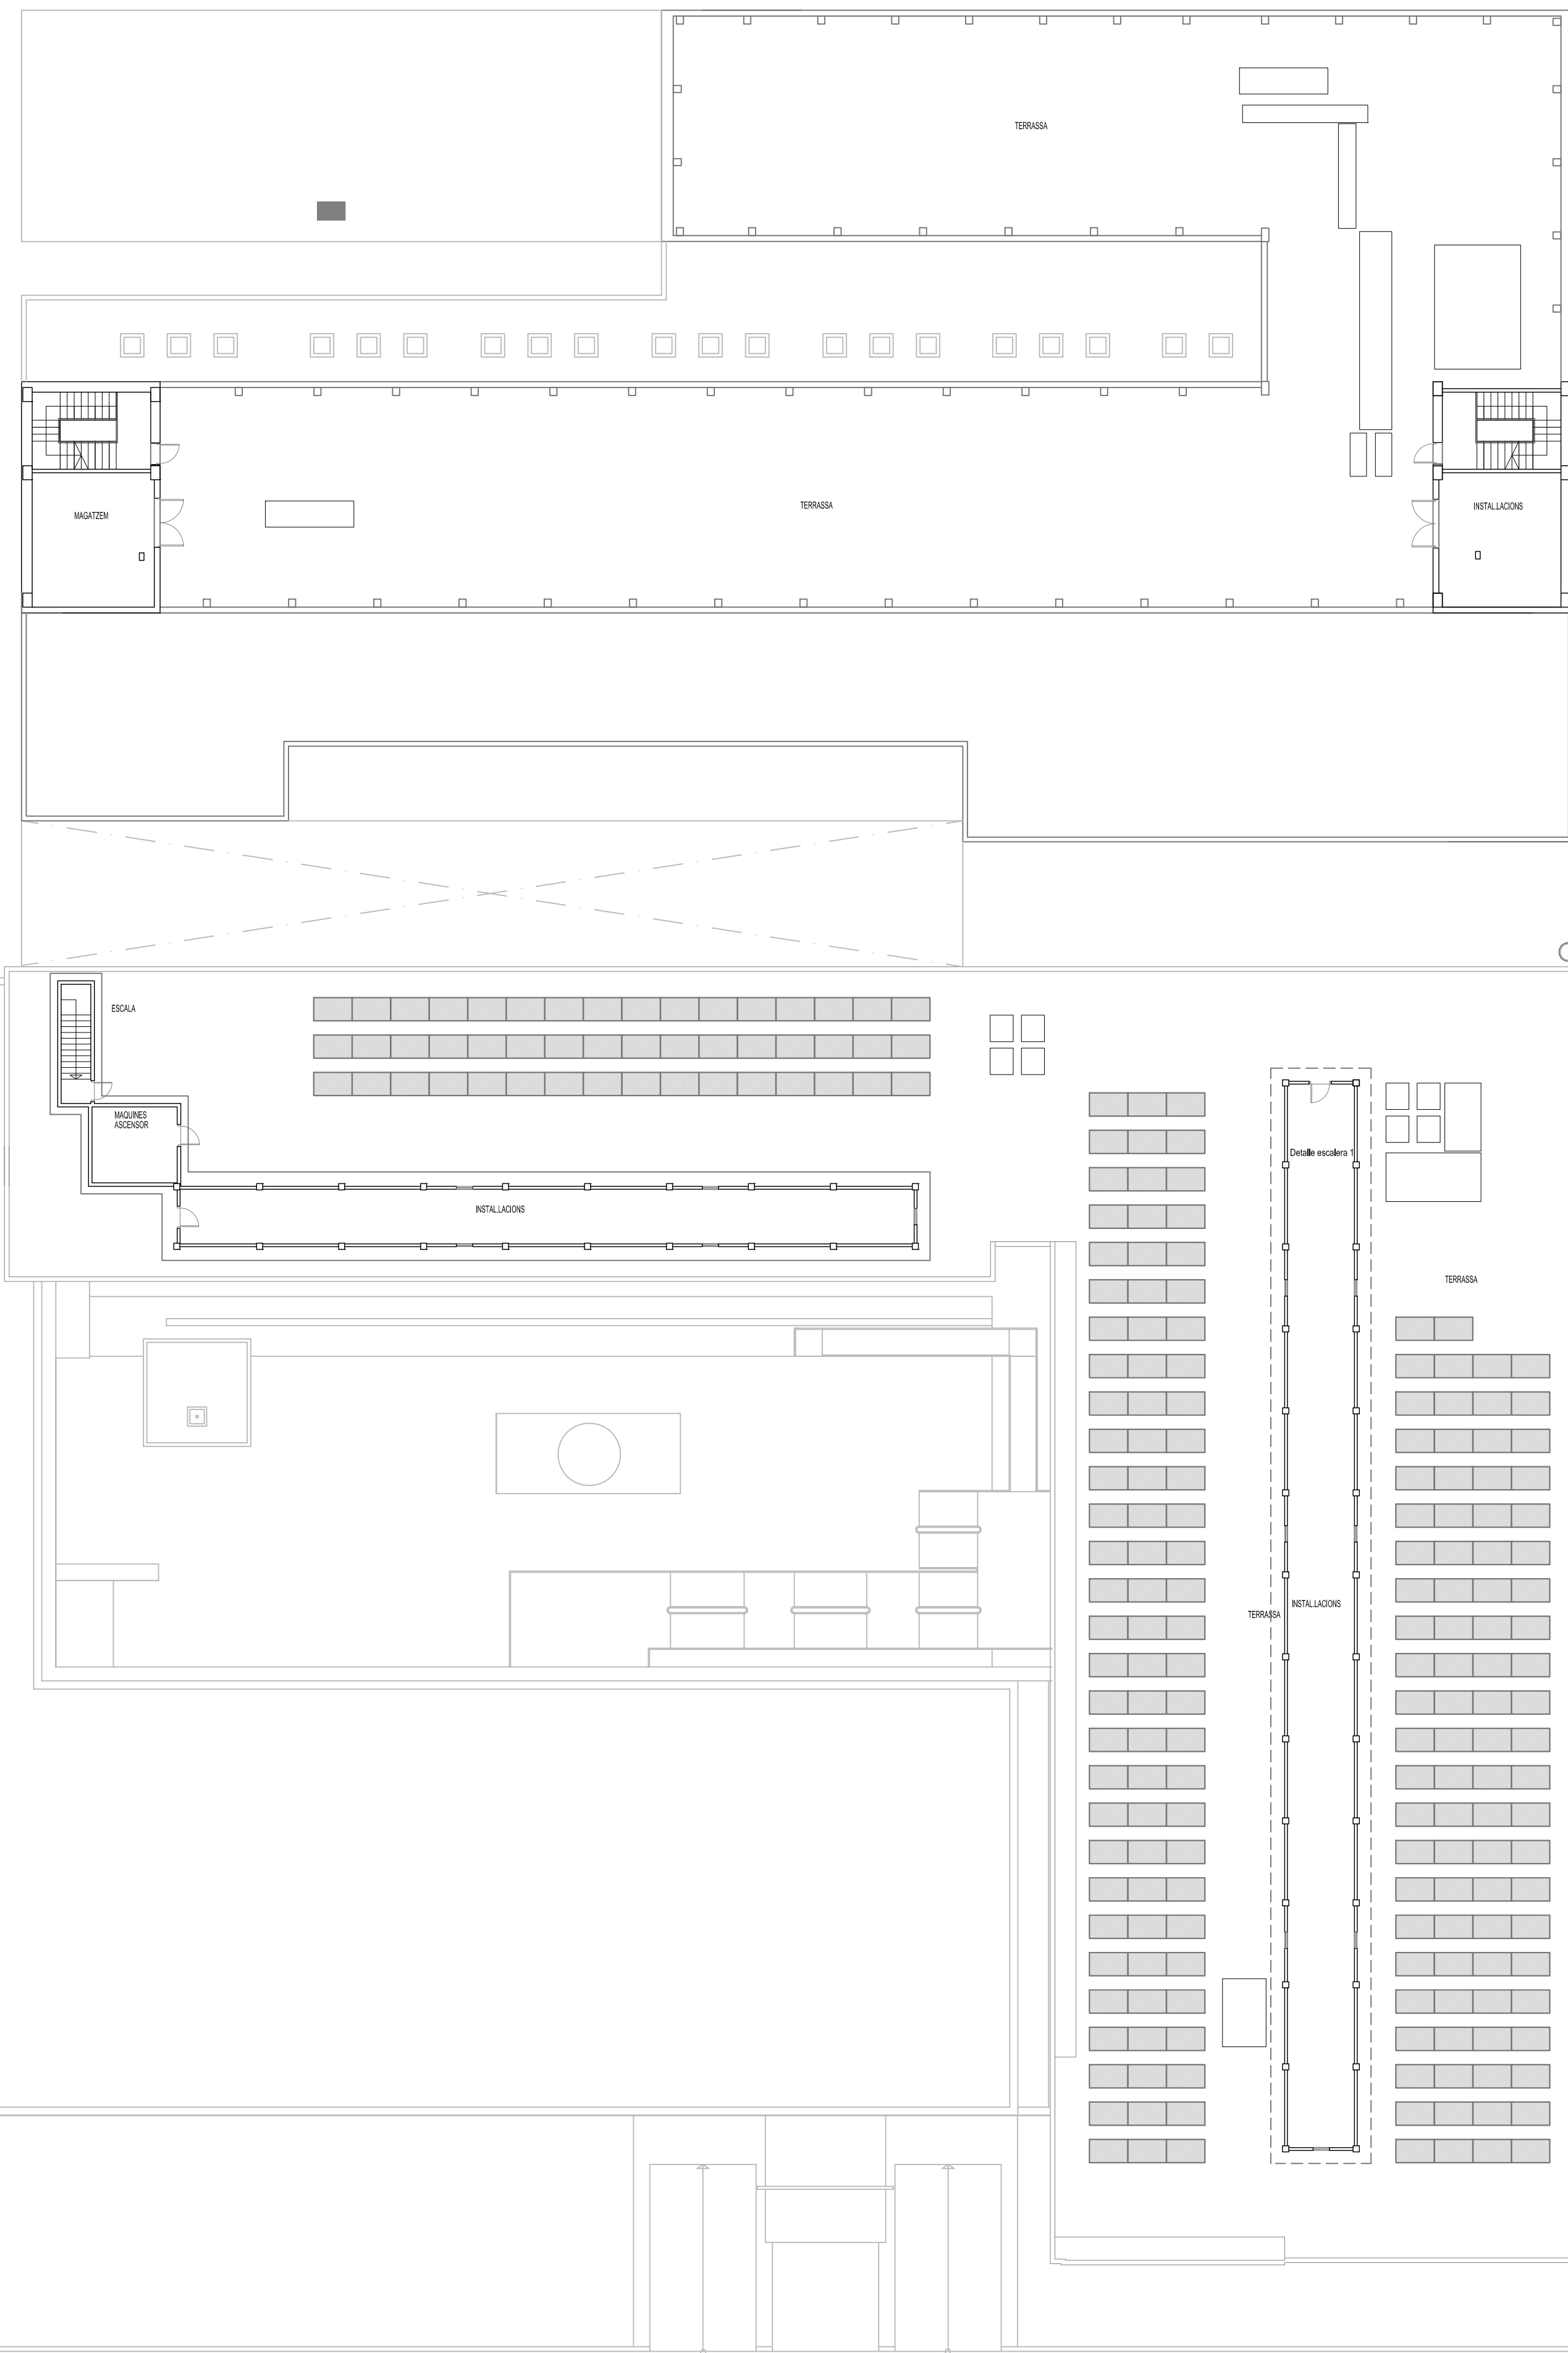 TERRASSA
TERRASSA
MAGATZEM
INSTAL.LACIONS
ESCALA
MAQUINES
ASCENSOR
INSTAL.LACIONS
Detalle escalera 1
TERRASSA
INSTAL.LACIONS
TERRASSA